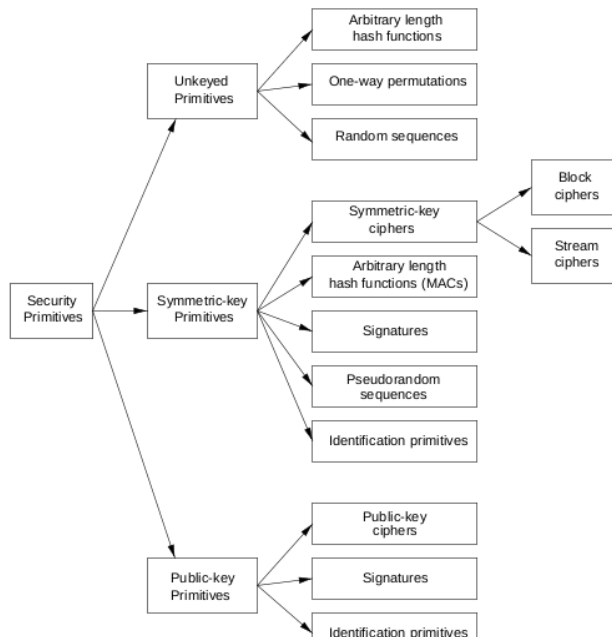 Arbitrary length
hash functions
Unkeyed
Primitives
One-way permutations
Random sequences
Block
ciphers
Symmetric-key
ciphers
Stream
ciphers
Arbitrary length
hash functions (MACs)
Security
Primitives
Symmetric-key
Primitives
Signatures
Pseudorandom
sequences
Identification primitives
Public-key
ciphers
Public-key
Primitives
Signatures
Identification primitives